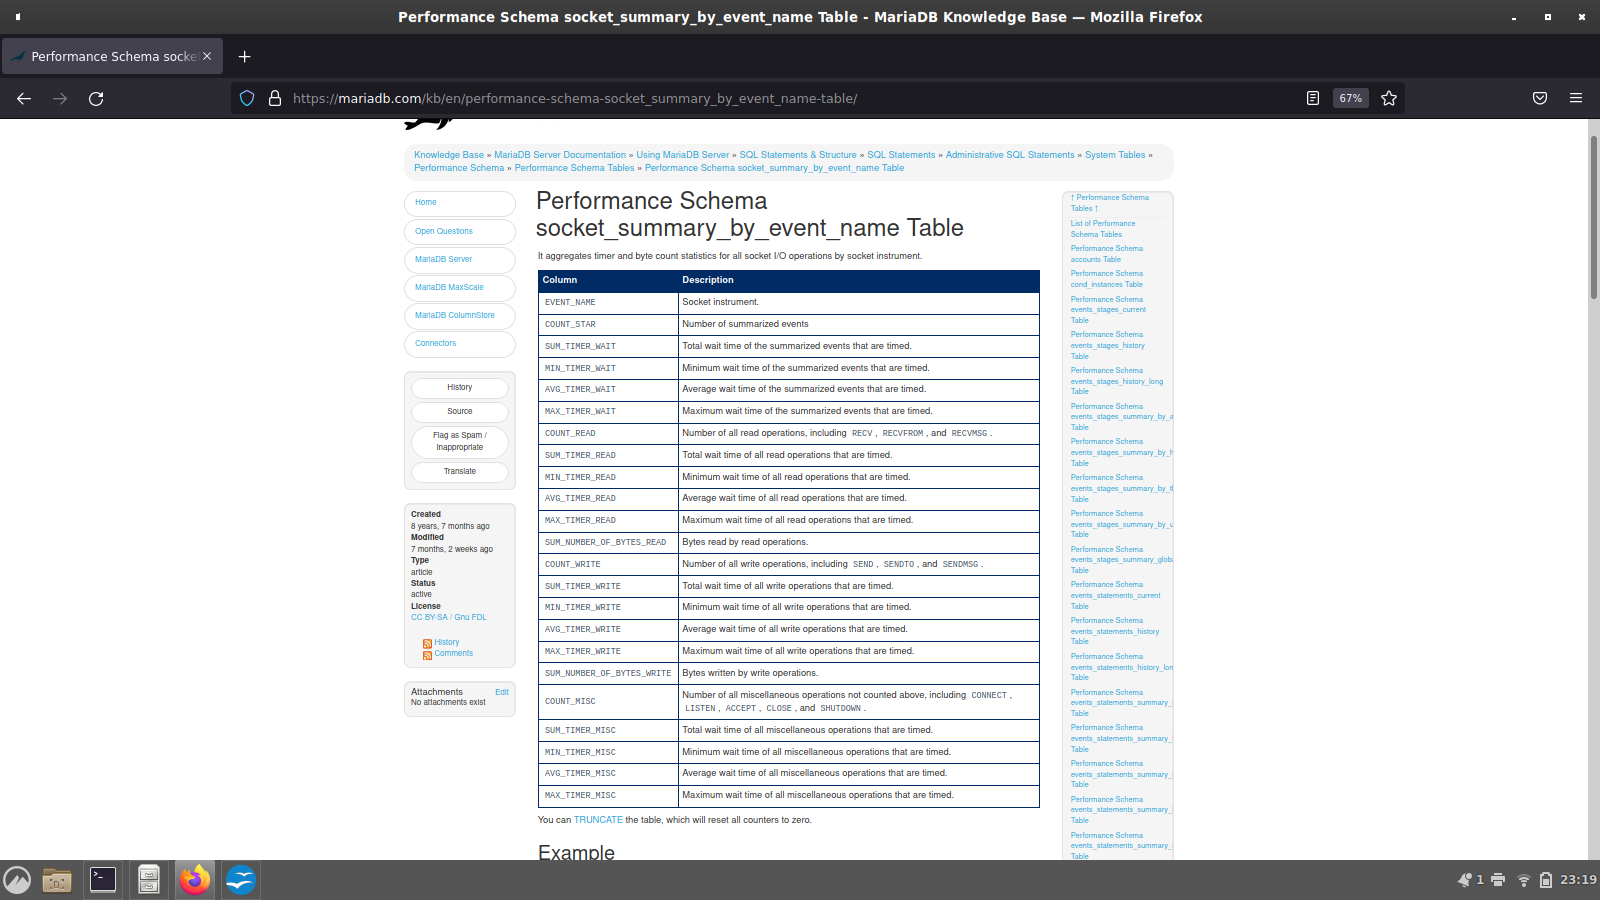 Performance Schema socket_summary_by_event_name Table - MariaDB Knowledge Base — Mozilla Firefox
Performance Schema socke
https://mariadb.com/kb/en/performance-schema-socket_summary_by_event_name-table/
67%
Knowledge Base » MariaDB Server Documentation » Using MariaDB Server » SQL Statements & Structure » SQL Statements » Administrative SQL Statements » System Tables »
Performance Schema » Performance Schema Tables » Performance Schema socket_summary_by_event_name Table
Home
Open Questions
MariaDB Server
MariaDB MaxScale
MariaDB ColumnStore
Connectors
History
Source
Flag as Spam /
Inappropriate
Translate
Created
8 years, 7 months ago
Modified
7 months, 2 weeks ago
Type
article
Status
active
License
CC BY-SA / Gnu FDL
History
Comments
Attachments Edit
No attachments exist
Performance Schema
socket_summary_by_event_name Table
It aggregates timer and byte count statistics for all socket I/O operations by socket instrument.
Column Description
EVENT_NAME Socket instrument.
COUNT_STAR Number of summarized events
SUM_TIMER_WAIT Total wait time of the summarized events that are timed.
MIN_TIMER_WAIT Minimum wait time of the summarized events that are timed.
AVG_TIMER_WAIT Average wait time of the summarized events that are timed.
MAX_TIMER_WAIT Maximum wait time of the summarized events that are timed.
COUNT_READ Number of all read operations, including RECV, RECVFROM, and RECVMSG.
SUM_TIMER_READ Total wait time of all read operations that are timed.
MIN_TIMER_READ Minimum wait time of all read operations that are timed.
AVG_TIMER_READ Average wait time of all read operations that are timed.
MAX_TIMER_READ Maximum wait time of all read operations that are timed.
SUM_NUMBER_OF_BYTES_READ Bytes read by read operations.
COUNT_WRITE Number of all write operations, including SEND, SENDTO, and SENDMSG.
SUM_TIMER_WRITE Total wait time of all write operations that are timed.
MIN_TIMER_WRITE Minimum wait time of all write operations that are timed.
AVG_TIMER_WRITE Average wait time of all write operations that are timed.
MAX_TIMER_WRITE Maximum wait time of all write operations that are timed.
SUM_NUMBER_OF_BYTES_WRITE Bytes written by write operations.
COUNT_MISC Number of all miscellaneous operations not counted above, including CONNECT,
LISTEN, ACCEPT, CLOSE, and SHUTDOWN.
SUM_TIMER_MISC Total wait time of all miscellaneous operations that are timed.
MIN_TIMER_MISC Minimum wait time of all miscellaneous operations that are timed.
AVG_TIMER_MISC Average wait time of all miscellaneous operations that are timed.
MAX_TIMER_MISC Maximum wait time of all miscellaneous operations that are timed.
You can TRUNCATE the table, which will reset all counters to zero.
Example
↑ Performance Schema
Tables ↑
List of Performance
Schema Tables
Performance Schema
accounts Table
Performance Schema
cond_instances Table
Performance Schema
events_stages_current
Table
Performance Schema
events_stages_history
Table
Performance Schema
events_stages_history_long
Table
Performance Schema
events_stages_summary_by_a
Table
Performance Schema
events_stages_summary_by_h
Table
Performance Schema
events_stages_summary_by_t
Table
Performance Schema
events_stages_summary_by_u
Table
Performance Schema
events_stages_summary_globa
Table
Performance Schema
events_statements_current
Table
Performance Schema
events_statements_history
Table
Performance Schema
events_statements_history_lon
Table
Performance Schema
events_statements_summary_
Table
Performance Schema
events_statements_summary_
Table
Performance Schema
events_statements_summary_
Table
Performance Schema
events_statements_summary_
Table
Performance Schema
events_statements_summary_
Table
1
23:19